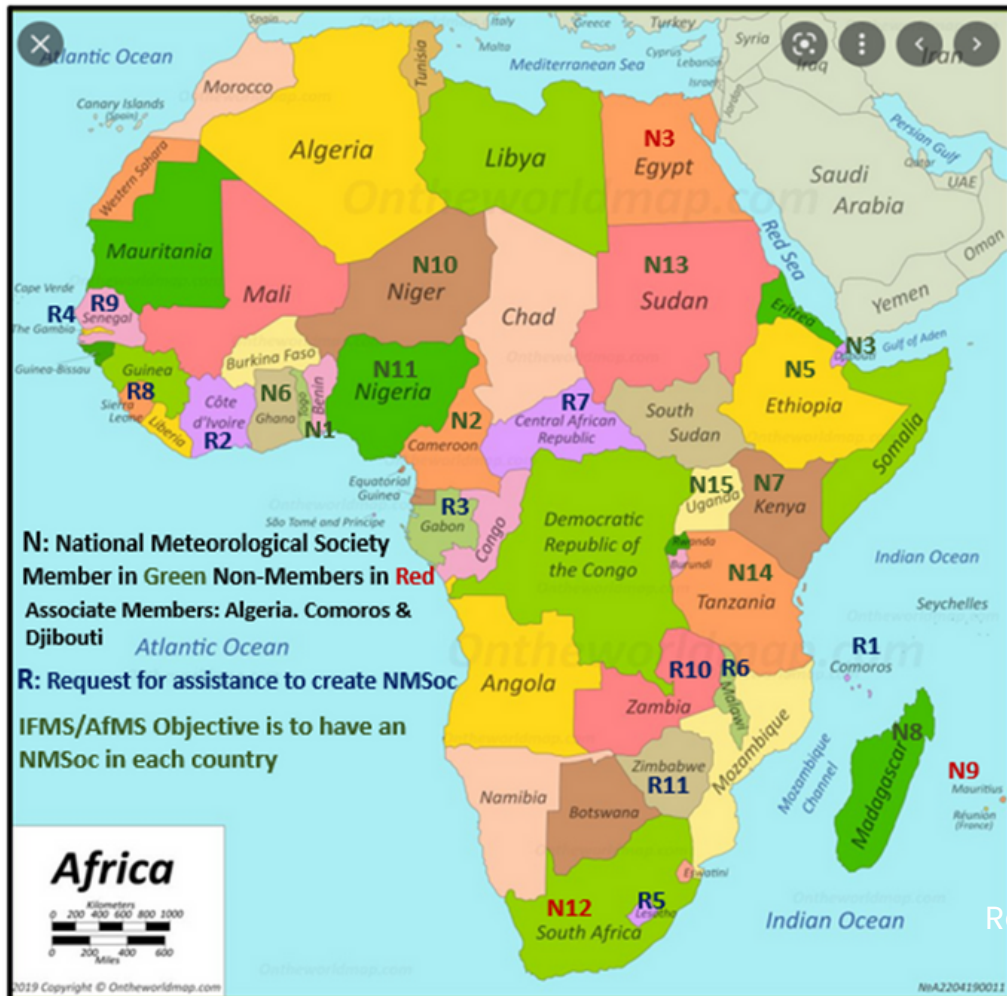 Spain
Italy
Greece
Turkey
Syria
Iraq
Iran
Atlantic Ocean
Malta
Cyprus
Lebanon
Israel
Mediterranean Sea
Tunisia
Morocco
Jordan
Canary Islands
(Spain)
Algeria
Libya
N3
Egypt
Persian Gulf
Qatar
UAE
Saudi
Arabia
Western Sahara
Ontheworldmap.com
Red Sea
Oman
Mauritania
N10
Niger
N13
Sudan
Yemen
Cape Verde
R9
R4
Senegal
Mali
Chad
Eritrea
The Gambia
N3
Djibouti
Gulf of Aden
Burkina Faso
Guinea-Bissau
Guinea
N11
Nigeria
N5
Ethiopia
R8
Sierra
Leone
Côte
d'Ivoire
R2
N6
Ghana
Togo
Benin
N1
N2
Cameroon
R7
Central African
Republic
South
Sudan
Somalia
Liberia
Equatorial
Guinea
N15
Uganda
N7
Kenya
São Tomé and Príncipe
R3
Gabon
Congo
Democratic
Republic of
the Congo
Rwanda
Burundi
N: National Meteorological Society
Member in Green Non-Members in Red
Associate Members: Algeria. Comoros &
Djibouti
Indian Ocean
N14
Tanzania
Seychelles
Atlantic Ocean
Ontheworldmap.com
R1
Comoros
R: Request for assistance to create NMSoc
Angola
R10
R6
Malawi
Zambia
IFMS/AfMS Objective is to have an
NMSoc in each country
Mozambique
Mozambique
Channel
N8
Madagascar
Zimbabwe
R11
N9
Mauritius
Réunion
(France)
Namibia
Botswana
Eswatini
Africa
Kilometers
0 200 400 600 800 1000
0 200 400 600
Miles
N12
South Africa
R5
Lesotho
Indian Ocean
Ontheworldmap.com
2019 Copyright © Ontheworldmap.com